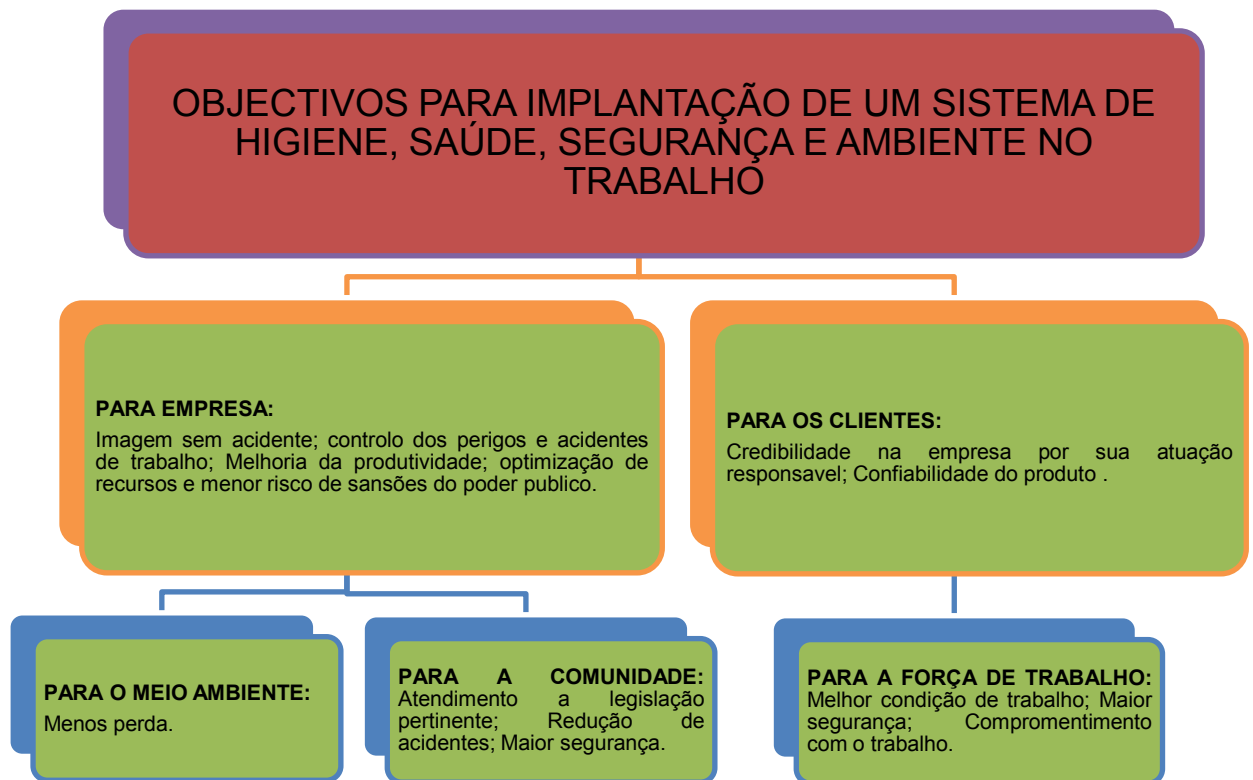 OBJECTIVOS PARA IMPLANTAÇÃO DE UM SISTEMA DE
HIGIENE, SAÚDE, SEGURANÇA E AMBIENTE NO
TRABALHO
PARA EMPRESA:
Imagem sem acidente; controlo dos perigos e acidentes
de trabalho; Melhoria da produtividade; optimização de
recursos e menor risco de sansões do poder publico.
PARA OS CLIENTES:
Credibilidade na empresa por sua atuação
responsavel; Confiabilidade do produto .
PARA O MEIO AMBIENTE:
Menos perda.
PARA A COMUNIDADE:
Atendimento a legislação
pertinente; Redução de
acidentes; Maior segurança.
PARA A FORÇA DE TRABALHO:
Melhor condição de trabalho; Maior
segurança; Compromentimento
com o trabalho.